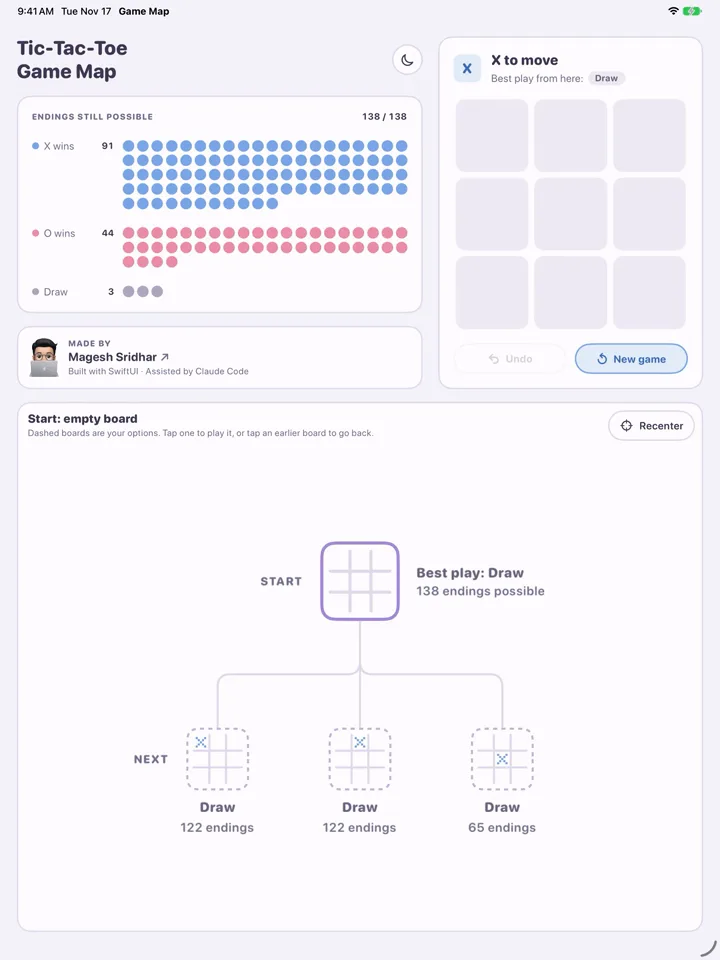 9:41 AM Tue Nov 17 Game Map
Tic-Tac-Toe
Game Map
ENDINGS STILL POSSIBLE 138 / 138
X wins 91
O wins 44
Draw 3
MADE BY
Magesh Sridhar ↗
Built with SwiftUI · Assisted by Claude Code
X
X to move
Best play from here: Draw
Undo
New game
Start: empty board
Dashed boards are your options. Tap one to play it, or tap an earlier board to go back.
Recenter
START
Best play: Draw
138 endings possible
NEXT
X X X
Draw Draw Draw
122 endings 122 endings 65 endings